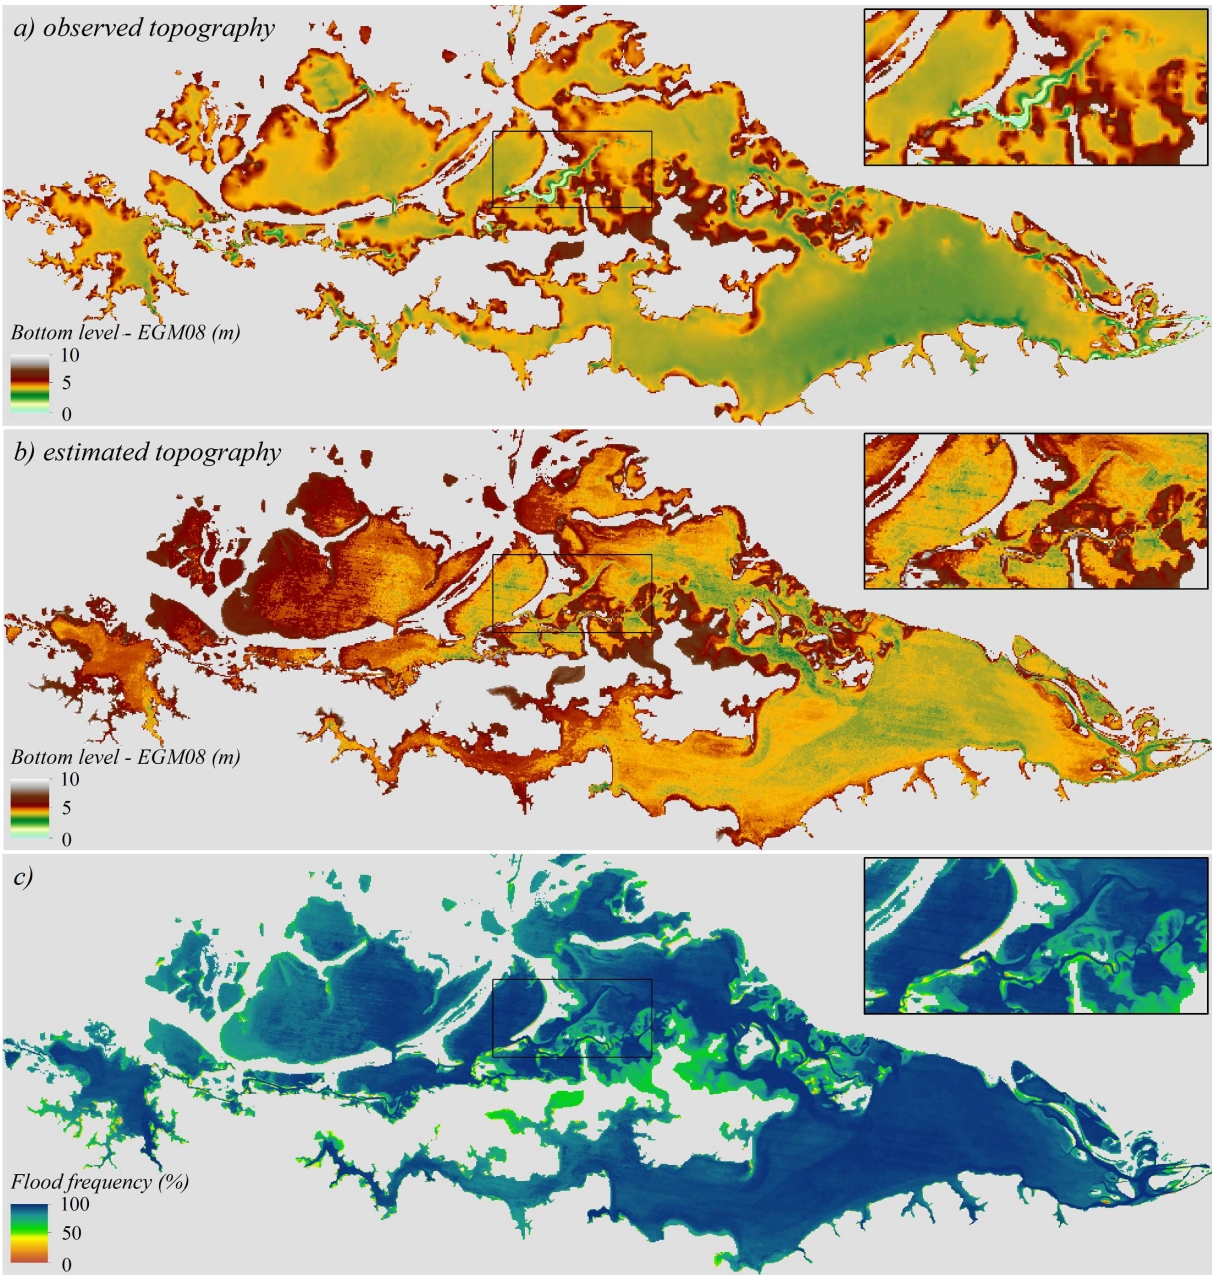 a) observed topography
Bottom level - EGM08 (m)
10
5
0
b) estimated topography
Bottom level - EGM08 (m)
10
5
0
c)
Flood frequency (%)
100
50
0